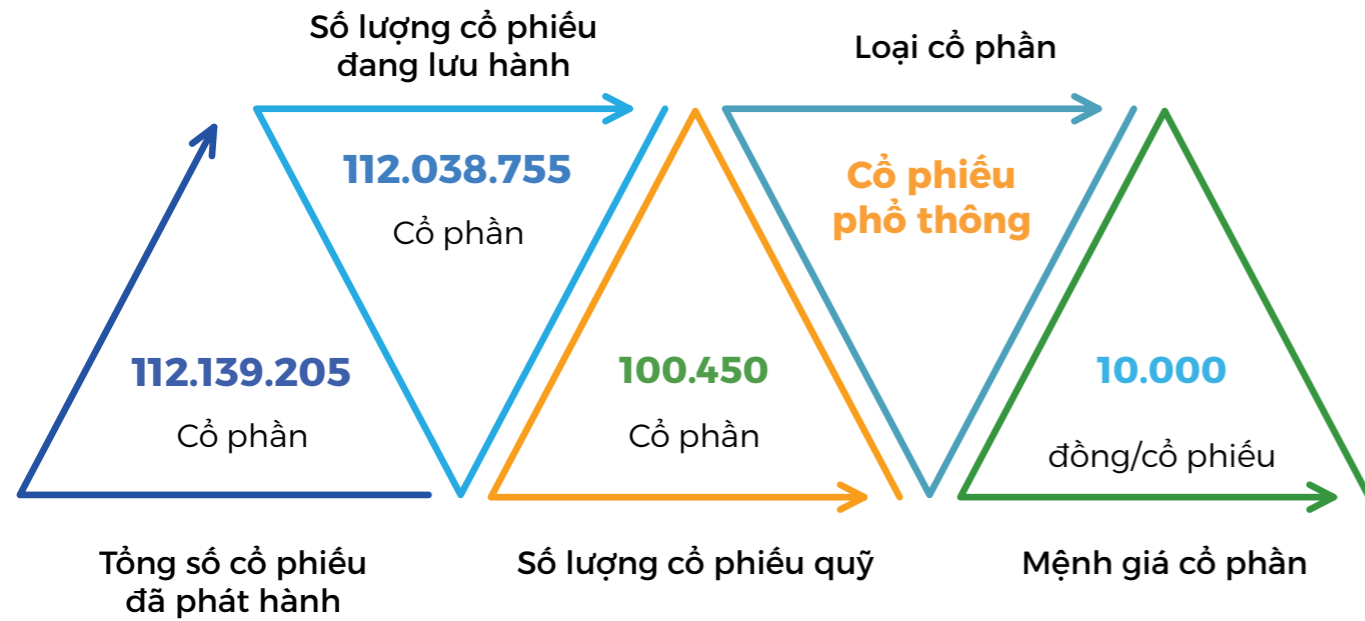 Số lượng cổ phiếu
đang lưu hành
Loại cổ phần
112.038.755
Cổ phần
Cổ phiếu
phổ thông
112.139.205
Cổ phần
100.450
Cổ phần
10.000
đồng/cổ phiếu
Tổng số cổ phiếu
đã phát hành
Số lượng cổ phiếu quỹ
Mệnh giá cổ phần